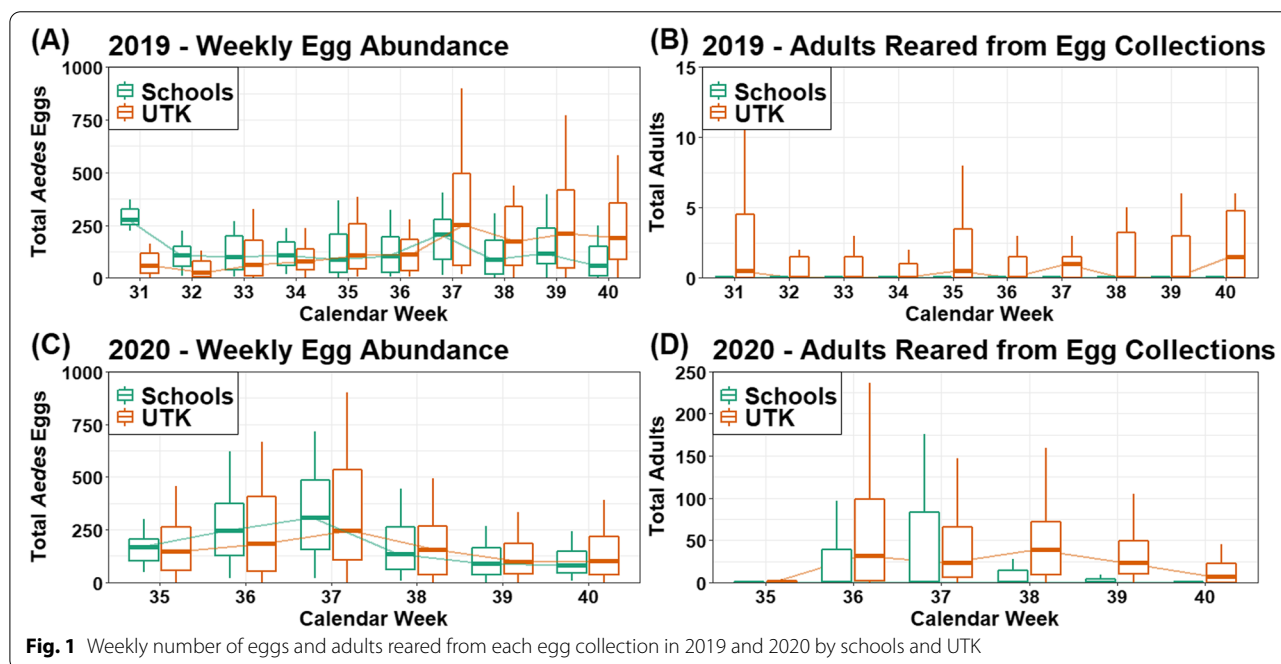 (A) 2019 - Weekly Egg Abundance
Total Aedes Eggs
1000
750
500
250
0
Schools
UTK
31 32 33 34 35 36 37 38 39 40
Calendar Week
(B) 2019 - Adults Reared from Egg Collections
Total Adults
15
10
5
0
Schools
UTK
31 32 33 34 35 36 37 38 39 40
Calendar Week
(C) 2020 - Weekly Egg Abundance
Total Aedes Eggs
1000
750
500
250
0
Schools
UTK
35 36 37 38 39 40
Calendar Week
(D) 2020 - Adults Reared from Egg Collections
Total Adults
250
200
150
100
50
0
Schools
UTK
35 36 37 38 39 40
Calendar Week
Fig. 1 Weekly number of eggs and adults reared from each egg collection in 2019 and 2020 by schools and UTK